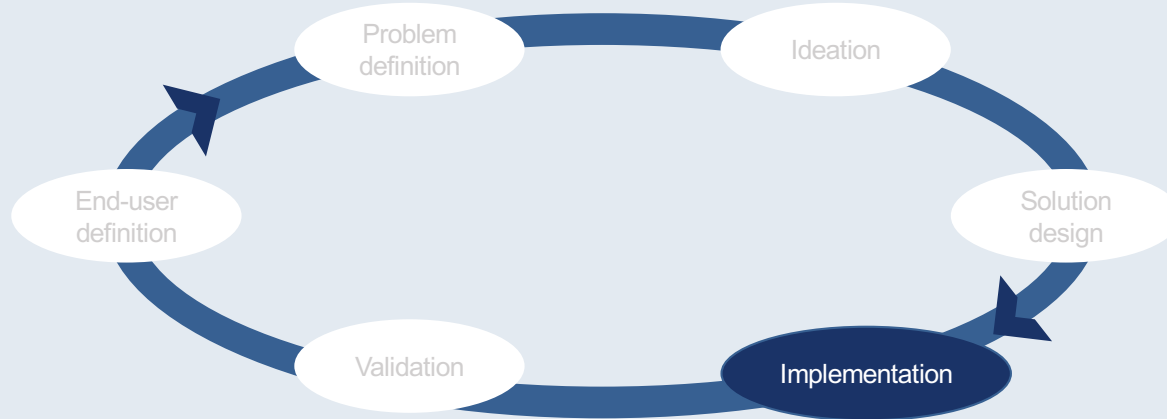 Problem
definition
Ideation
End-user
definition
Solution
design
Validation
Implementation